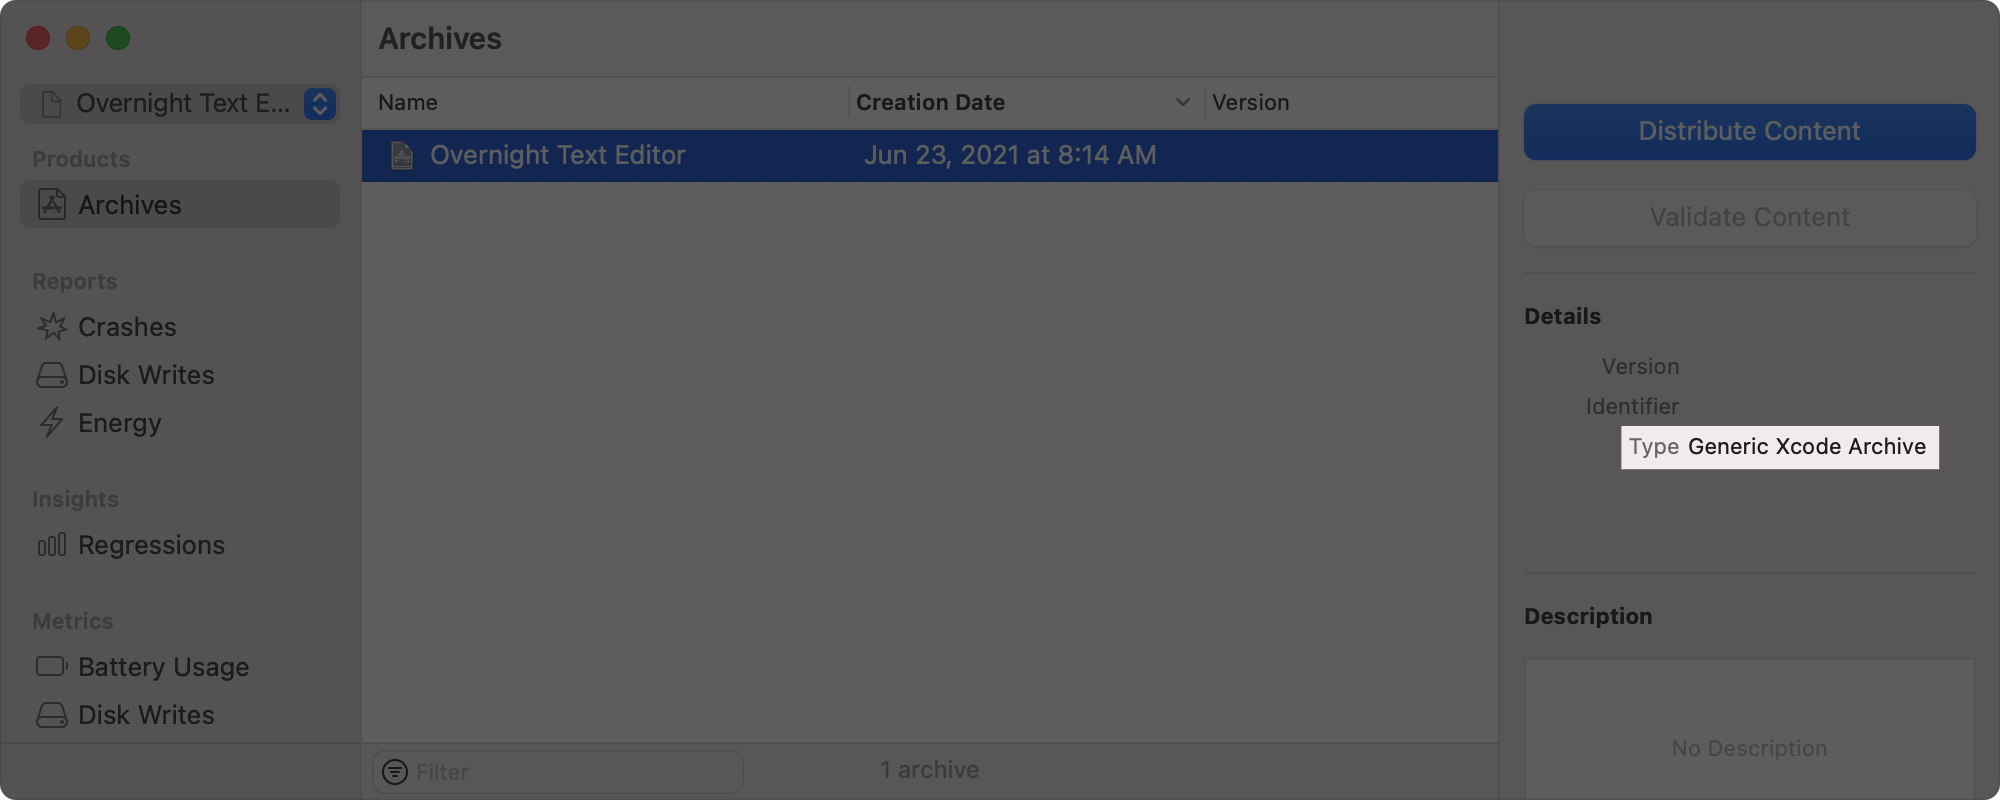 Overnight Text E...
Products
Archives
Reports
Crashes
Disk Writes
Energy
Insights
Regressions
Metrics
Battery Usage
Disk Writes
Archives
Name Creation Date Version
Overnight Text Editor Jun 23, 2021 at 8:14 AM
Filter 1 archive
Distribute Content
Validate Content
Details
Version
Identifier
Type Generic Xcode Archive
Description
No Description